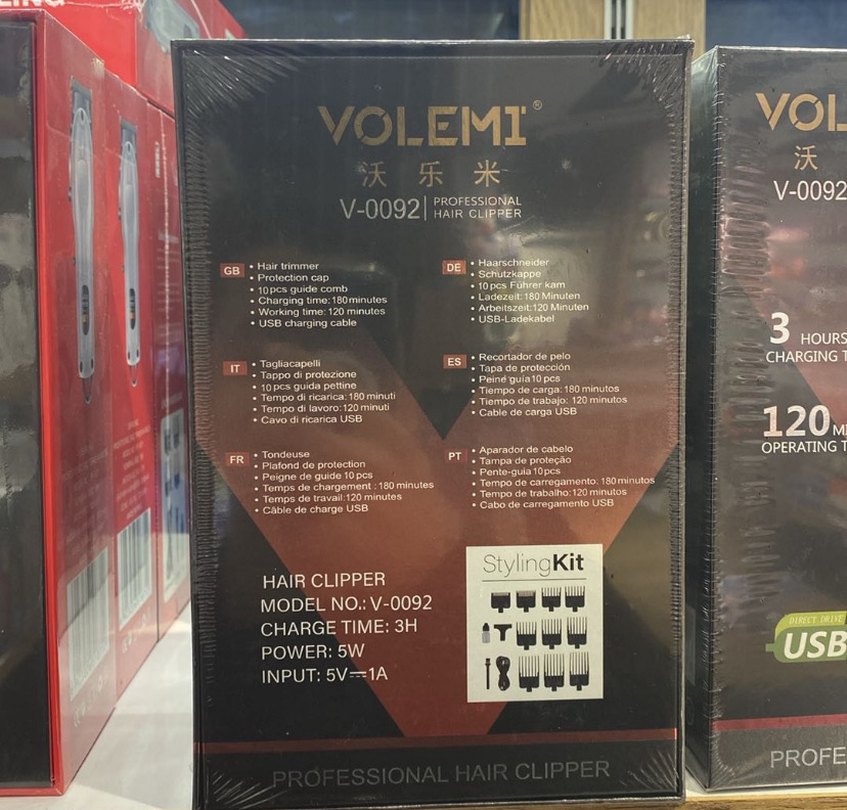 LING
VOLEMI®
沃乐米
V-0092 | PROFESSIONAL HAIR CLIPPER
GB
• Hair trimmer
• Protection cap
• 10pcs guide comb
• Charging time:180minutes
• Working time:120 minutes
• USB charging cable
DE
• Haarschneider
• Schutzkappe
• 10pcs Führer kam
• Ladezeit:180 Minuten
• Arbeitszeit:120 Minuten
• USB-Ladekabel
IT
• Tagliacapelli
• Tappo di protezione
• 10 pcs guida pettine
• Tempo di ricarica:180 minuti
• Tempo di lavoro:120 minuti
• Cavo di ricarica USB
ES
• Recortador de pelo
• Tapa de protección
• Peine guía10pcs
• Tiempo de carga:180 minutos
• Tiempo de trabajo: 120 minutos
• Cable de carga USB
FR
• Tondeuse
• Plafond de protection
• Peigne de guide 10pcs
• Temps de chargement : 180 minutes
• Temps de travail:120 minutes
• Câble de charge USB
PT
• Aparador de cabelo
• Tampa de proteção
• Pente-guia 10pcs
• Tempo de carregamento: 180minutos
• Tempo de trabalho:120 minutos
• Cabo de carregamento USB
HAIR CLIPPER
MODEL NO.: V-0092
CHARGE TIME: 3H
POWER: 5W
INPUT: 5V⎓1A
StylingKit
PROFESSIONAL HAIR CLIPPER
VOL
沃
V-0092
3 HOURS
CHARGING T
120 MI
OPERATING T
DIRECT DRIVE
USB
PROFE